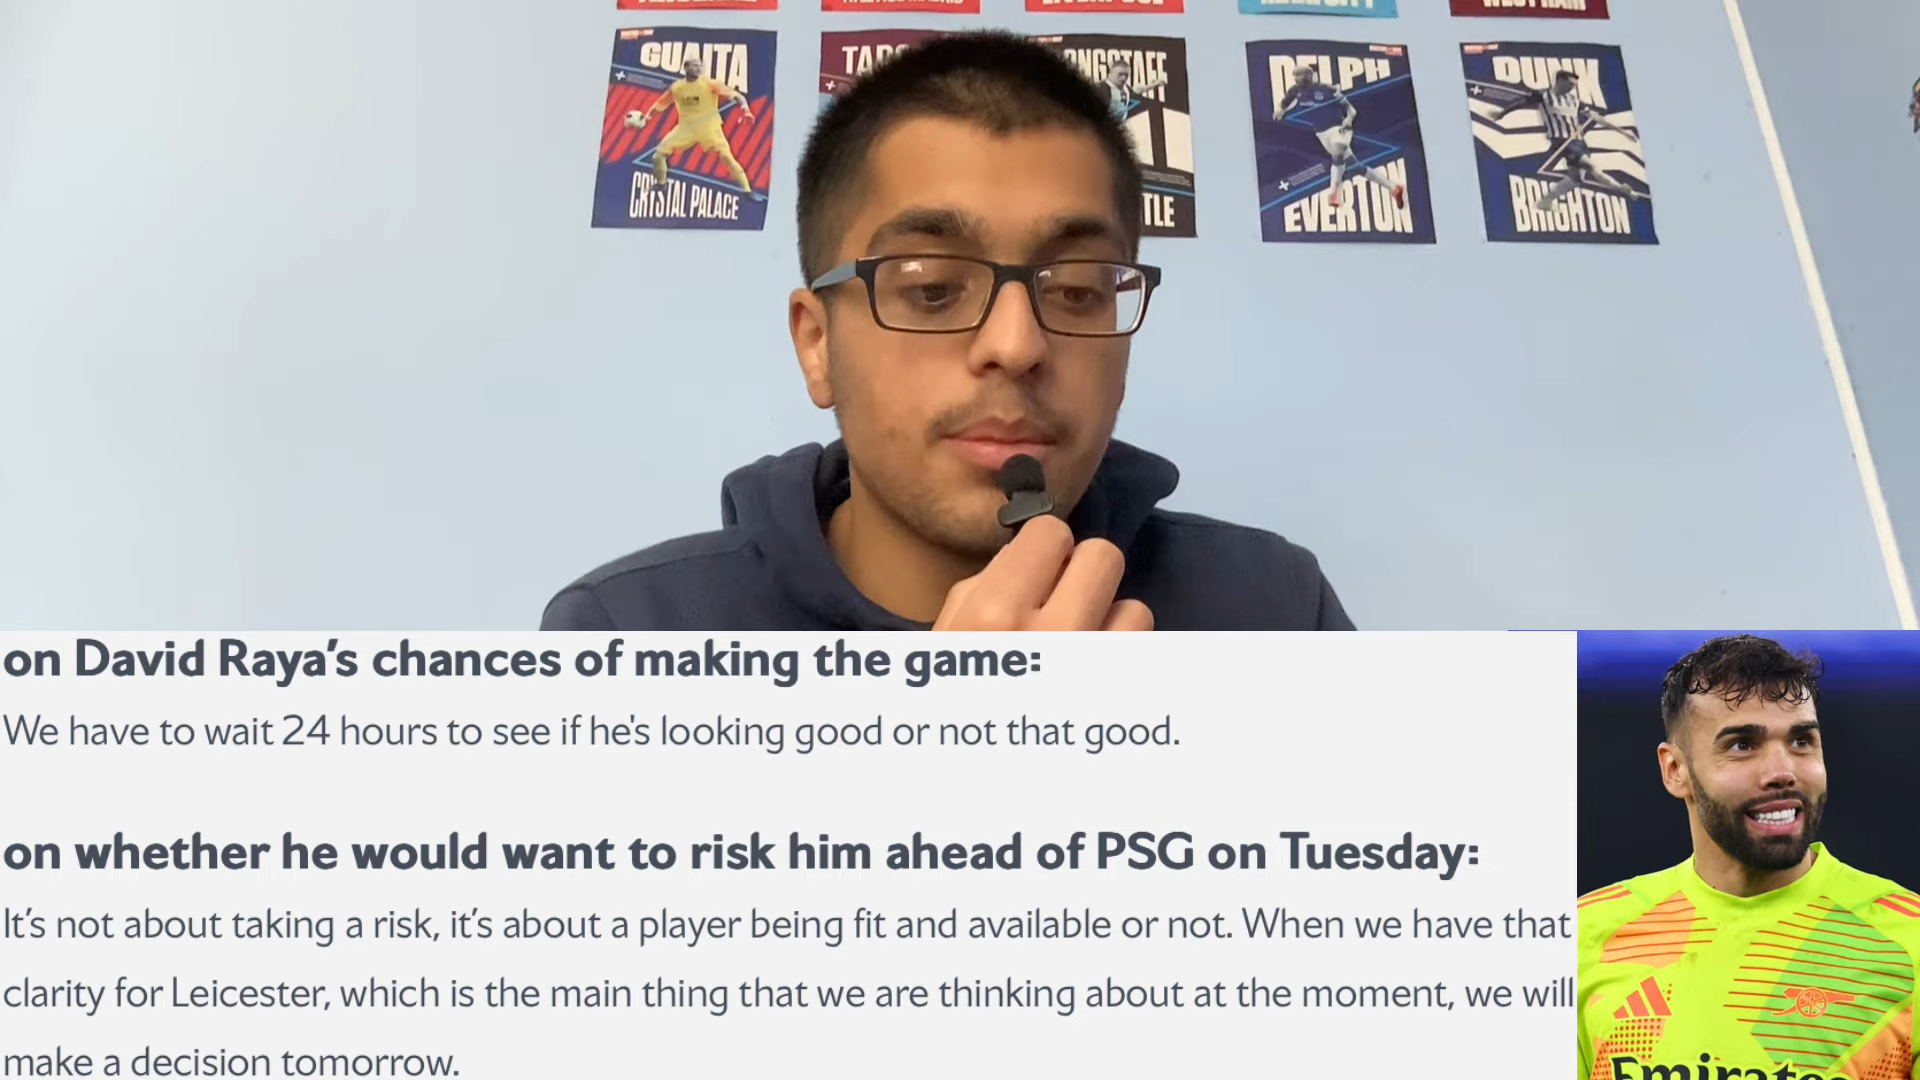 WEST HAM
GUAITA
CRYSTAL PALACE
DELPH
EVERTON
DUNK
BRIGHTON
on David Raya’s chances of making the game:
We have to wait 24 hours to see if he's looking good or not that good.
on whether he would want to risk him ahead of PSG on Tuesday:
It’s not about taking a risk, it’s about a player being fit and available or not. When we have that
clarity for Leicester, which is the main thing that we are thinking about at the moment, we will
make a decision tomorrow.
Emirates